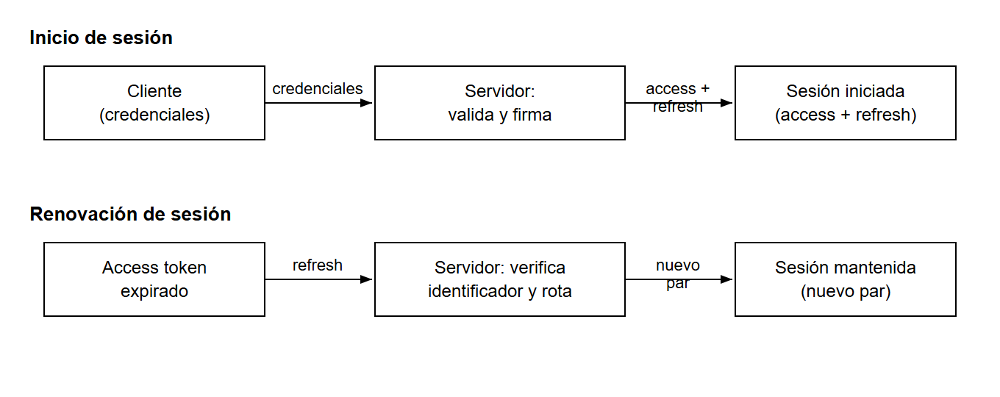 Inicio de sesión
Cliente
(credenciales)
credenciales
Servidor:
valida y firma
access +
refresh
Sesión iniciada
(access + refresh)
Renovación de sesión
Access token
expirado
refresh
Servidor: verifica
identificador y rota
nuevo
par
Sesión mantenida
(nuevo par)